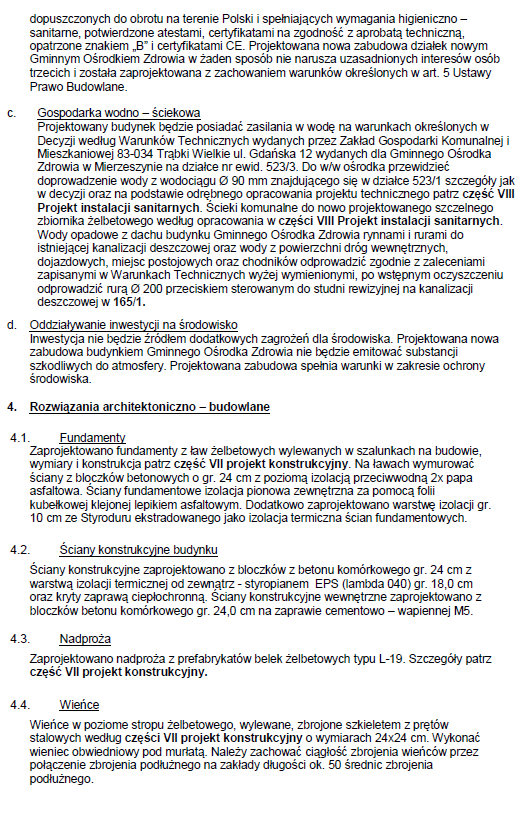 dopuszczonych do obrotu na terenie Polski i spełniających wymagania higieniczno –
sanitarne, potwierdzone atestami, certyfikatami na zgodność z aprobatą techniczną,
opatrzone znakiem „B” i certyfikatami CE. Projektowana nowa zabudowa działek nowym
Gminnym Ośrodkiem Zdrowia w żaden sposób nie narusza uzasadnionych interesów osób
trzecich i została zaprojektowana z zachowaniem warunków określonych w art. 5 Ustawy
Prawo Budowlane.
c. Gospodarka wodno – ściekowa
Projektowany budynek będzie posiadać zasilania w wodę na warunkach określonych w
Decyzji według Warunków Technicznych wydanych przez Zakład Gospodarki Komunalnej i
Mieszkaniowej 83-034 Trąbki Wielkie ul. Gdańska 12 wydanych dla Gminnego Ośrodka
Zdrowia w Mierzeszynie na działce nr ewid. 523/3. Do w/w ośrodka przewidzieć
doprowadzenie wody z wodociągu Ø 90 mm znajdującego się w działce 523/1 szczegóły jak
w decyzji oraz na podstawie odrębnego opracowania projektu technicznego patrz część VIII
Projekt instalacji sanitarnych. Ścieki komunalne do nowo projektowanego szczelnego
zbiornika żelbetowego według opracowania w części VIII Projekt instalacji sanitarnych.
Wody opadowe z dachu budynku Gminnego Ośrodka Zdrowia rynnami i rurami do
istniejącej kanalizacji deszczowej oraz wody z powierzchni dróg wewnętrznych,
dojazdowych, miejsc postojowych oraz chodników odprowadzić zgodnie z zaleceniami
zapisanymi w Warunkach Technicznych wyżej wymienionymi, po wstępnym oczyszczeniu
odprowadzić rurą Ø 200 przeciskiem sterowanym do studni rewizyjnej na kanalizacji
deszczowej w 165/1.
d. Oddziaływanie inwestycji na środowisko
Inwestycja nie będzie źródłem dodatkowych zagrożeń dla środowiska. Projektowana nowa
zabudowa budynkiem Gminnego Ośrodka Zdrowia nie będzie emitować substancji
szkodliwych do atmosfery. Projektowana zabudowa spełnia warunki w zakresie ochrony
środowiska.
4. Rozwiązania architektoniczno – budowlane
4.1. Fundamenty
Zaprojektowano fundamenty z ław żelbetowych wylewanych w szalunkach na budowie,
wymiary i konstrukcja patrz część VII projekt konstrukcyjny. Na ławach wymurować
ściany z bloczków betonowych o gr. 24 cm z poziomą izolacją przeciwwodną 2x papa
asfaltowa. Ściany fundamentowe izolacja pionowa zewnętrzna za pomocą folii
kubełkowej klejonej lepikiem asfaltowym. Dodatkowo zaprojektowano warstwę izolacji gr.
10 cm ze Styroduru ekstradowanego jako izolacja termiczna ścian fundamentowych.
4.2. Ściany konstrukcyjne budynku
Ściany konstrukcyjne zaprojektowano z bloczków z betonu komórkowego gr. 24 cm z
warstwą izolacji termicznej od zewnątrz - styropianem EPS (lambda 040) gr. 18,0 cm
oraz kryty zaprawą ciepłochronną. Ściany konstrukcyjne wewnętrzne zaprojektowano z
bloczków betonu komórkowego gr. 24,0 cm na zaprawie cementowo – wapiennej M5.
4.3. Nadproża
Zaprojektowano nadproża z prefabrykatów belek żelbetowych typu L-19. Szczegóły patrz
część VII projekt konstrukcyjny.
4.4. Wieńce
Wieńce w poziome stropu żelbetowego, wylewane, zbrojone szkieletem z prętów
stalowych według części VII projekt konstrukcyjny o wymiarach 24x24 cm. Wykonać
wieniec obwiedniowy pod murłatą. Należy zachować ciągłość zbrojenia wieńców przez
połączenie zbrojenia podłużnego na zakłady długości ok. 50 średnic zbrojenia
podłużnego.